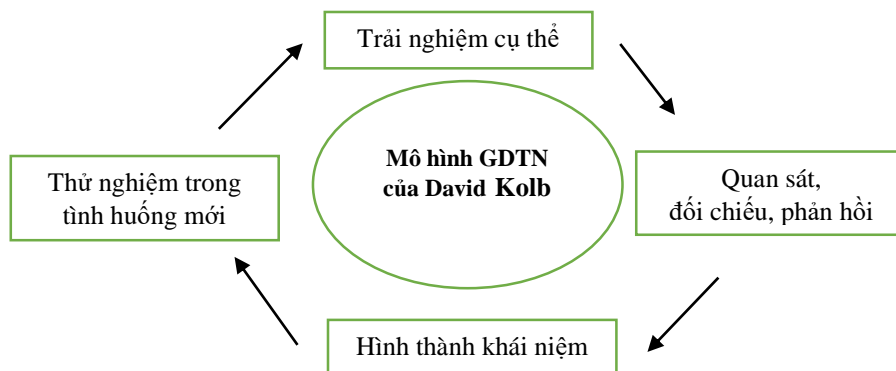 Trải nghiệm cụ thể
Mô hình GDTN
của David Kolb
Thử nghiệm trong
tình huống mới
Quan sát,
đối chiếu, phản hồi
Hình thành khái niệm